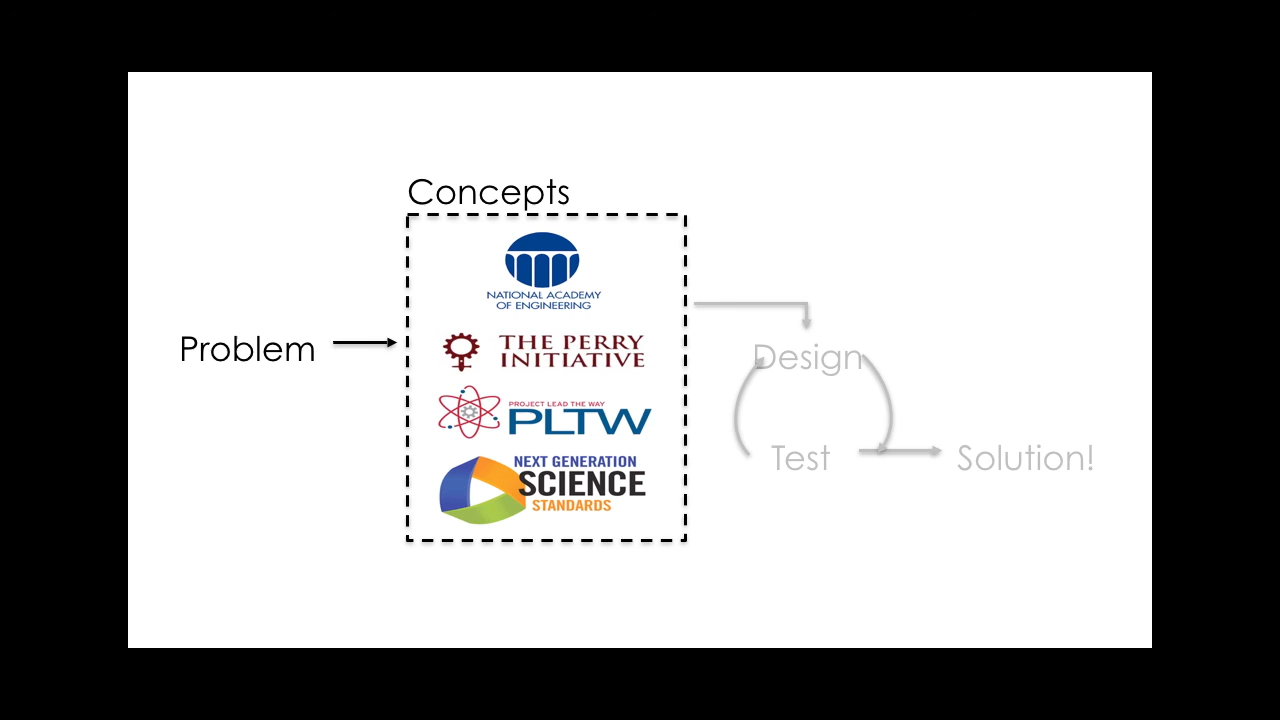 Concepts
NATIONAL ACADEMY
OF ENGINEERING
Problem
THE PERRY
INITIATIVE
PROJECT LEAD THE WAY
PLTW
NEXT GENERATION
SCIENCE
STANDARDS
Design
Test
Solution!